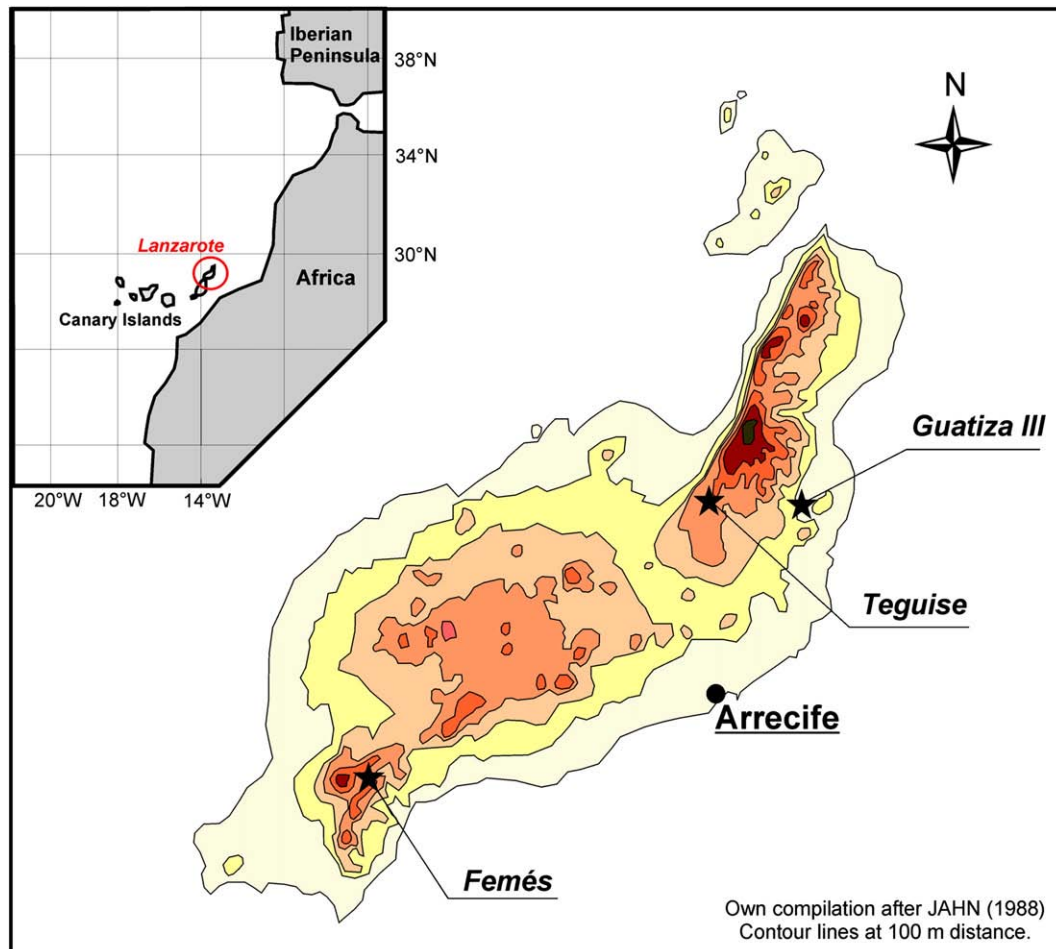 Iberian
Peninsula
38°N
34°N
30°N
Lanzarote
Africa
Canary Islands
20°W 18°W 14°W
N
Guatiza III
Teguise
Arrecife
Femés
Own compilation after JAHN (1988)
Contour lines at 100 m distance.